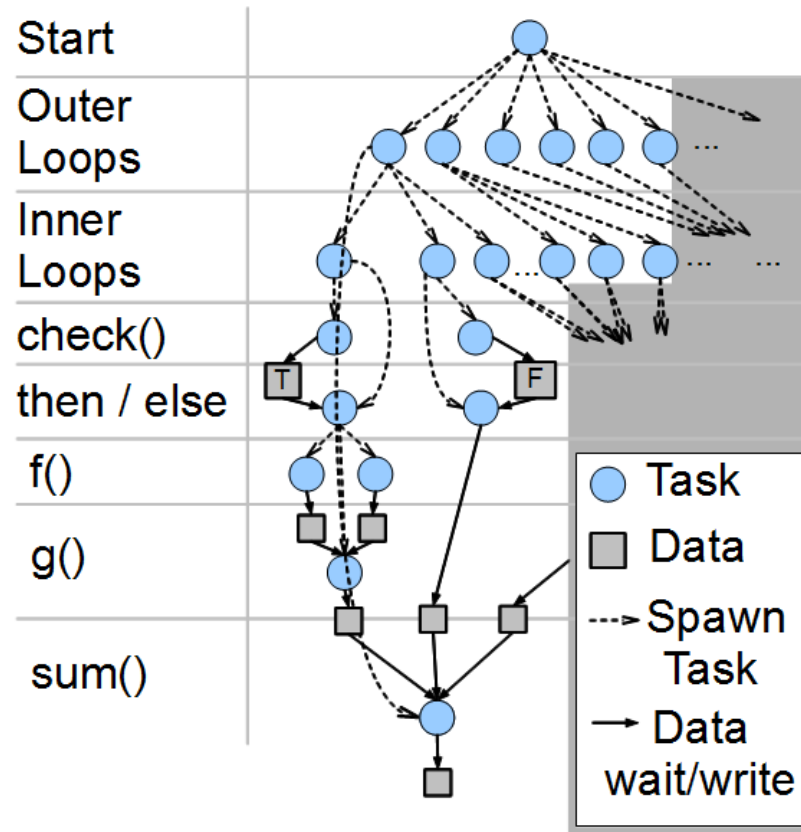 Start
Outer
Loops
...
Inner
Loops
...
...
...
check()
T
F
then / else
f()
g()
sum()
Task
Data
Spawn
Task
Data
wait/write